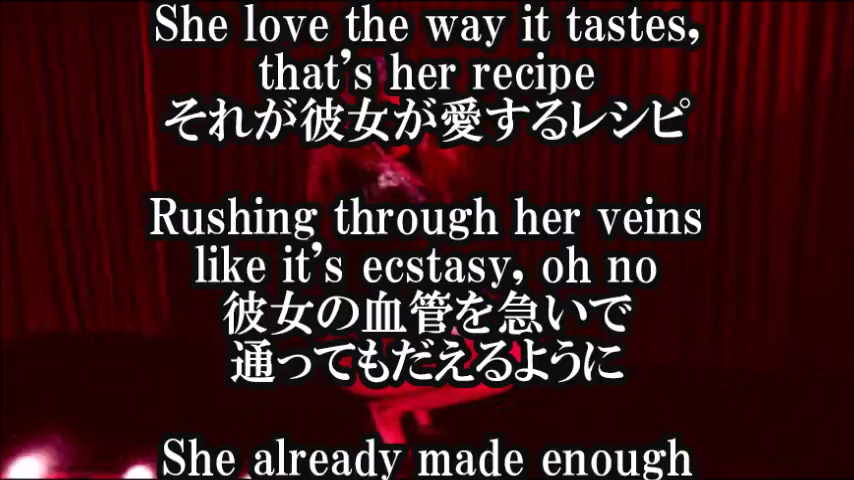 She love the way it tastes,
that's her recipe
それが彼女が愛するレシピ
Rushing through her veins
like it's ecstasy, oh no
彼女の血管を急いで
通ってもだえるように
She already made enough